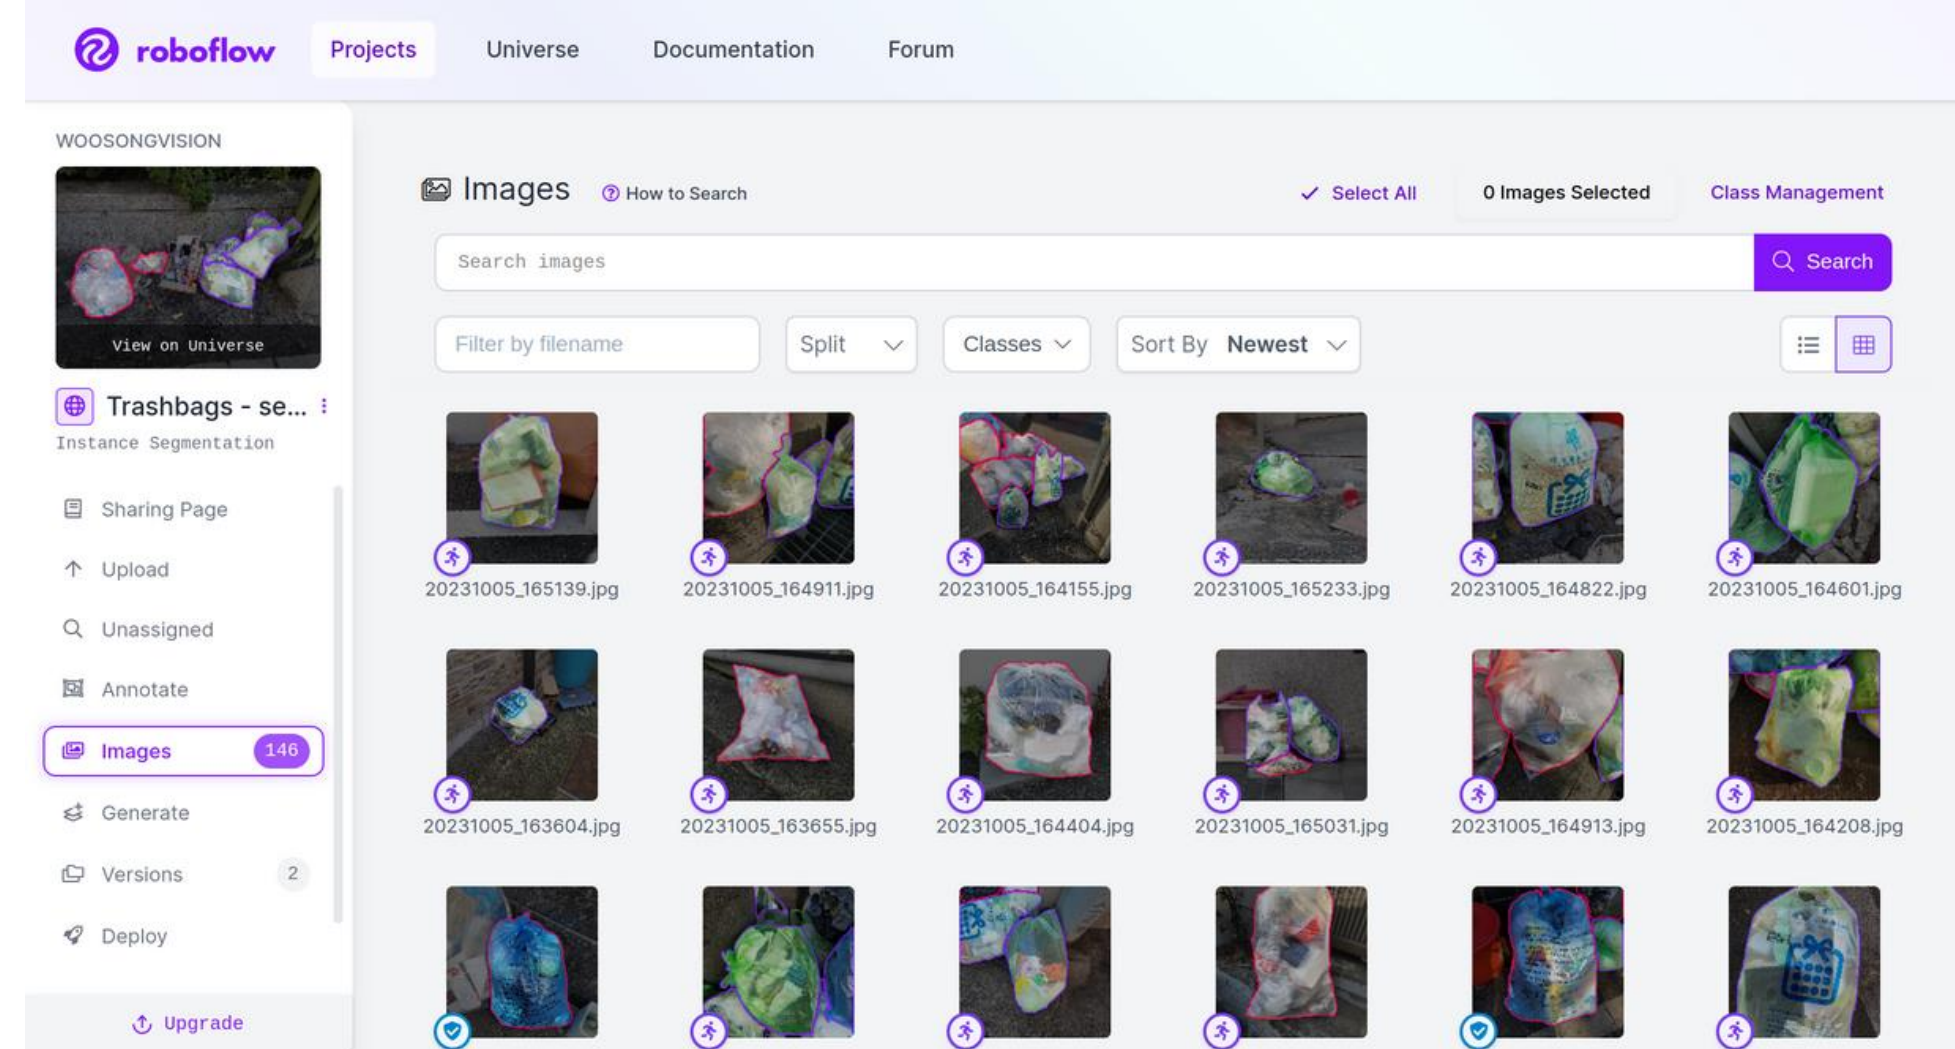 roboflow Projects Universe Documentation Forum
WOOSONGVISION
View on Universe
Trashbags - se...
Instance Segmentation
Sharing Page
Upload
Unassigned
Annotate
Images 146
Generate
Versions 2
Deploy
Upgrade
Images How to Search Select All 0 Images Selected Class Management
Search images Search
Filter by filename Split Classes Sort By Newest
20231005_165139.jpg 20231005_164911.jpg 20231005_164155.jpg 20231005_165233.jpg 20231005_164822.jpg 20231005_164601.jpg
20231005_163604.jpg 20231005_163655.jpg 20231005_164404.jpg 20231005_165031.jpg 20231005_164913.jpg 20231005_164208.jpg